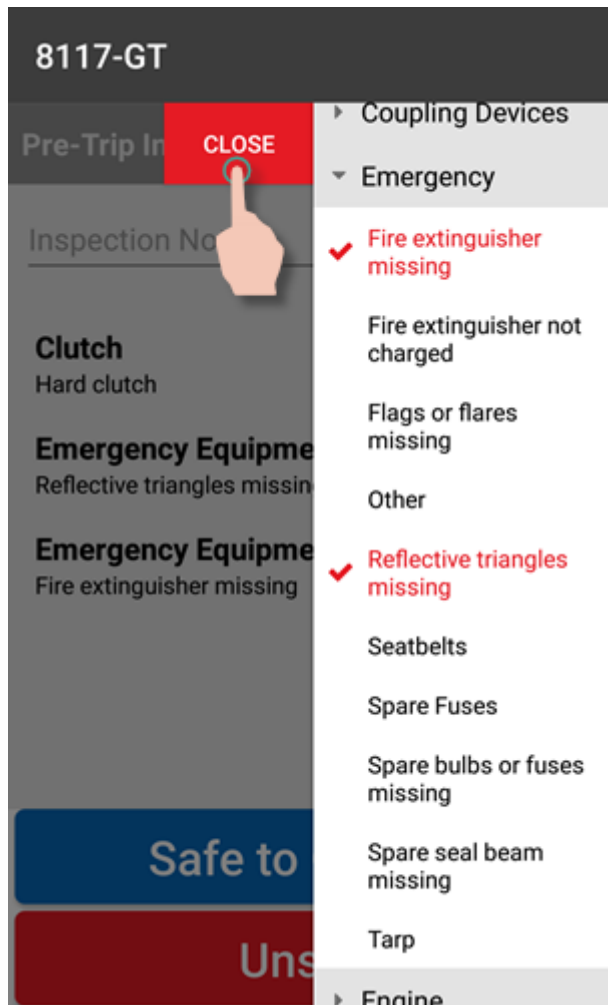 8117-GT
Pre-Trip In
CLOSE
Inspection No
Clutch
Hard clutch
Emergency Equipme
Reflective triangles missin
Emergency Equipme
Fire extinguisher missing
Safe to
Uns
Coupling Devices
Emergency
Fire extinguisher
missing
Fire extinguisher not
charged
Flags or flares
missing
Other
Reflective triangles
missing
Seatbelts
Spare Fuses
Spare bulbs or fuses
missing
Spare seal beam
missing
Tarp
Engine